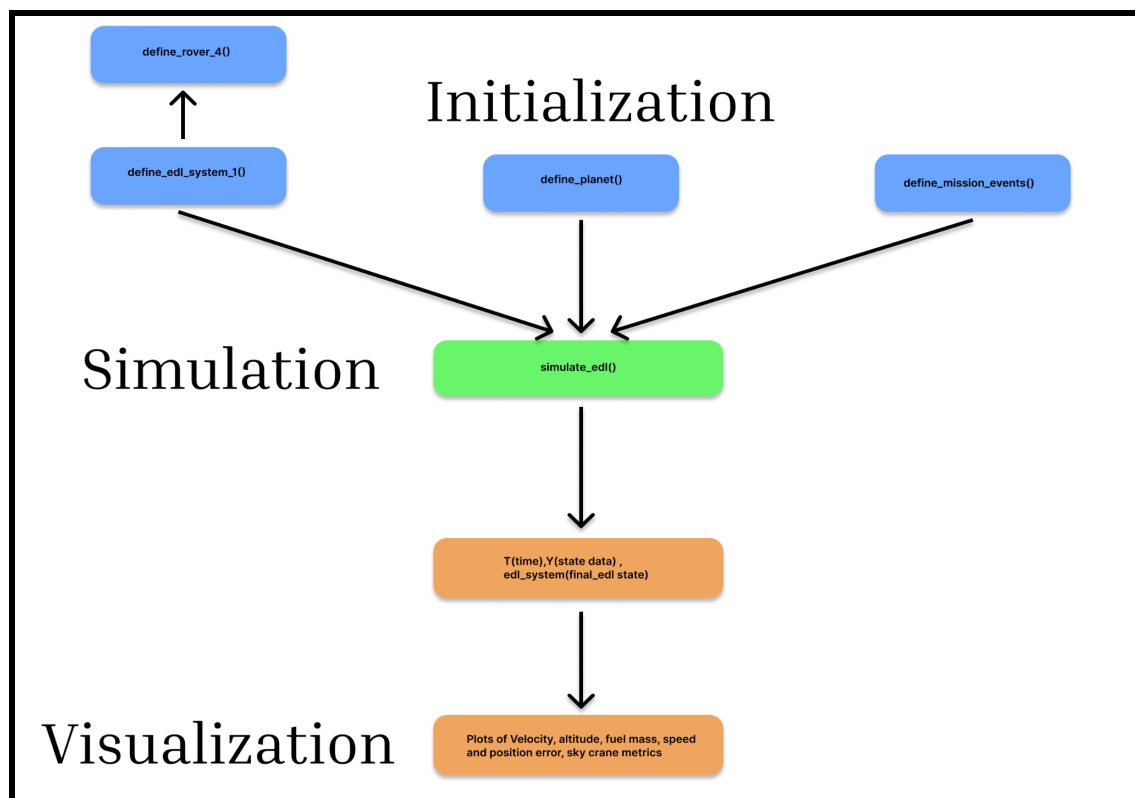 define_rover_4()
Initialization
define_edl_system_1()
define_planet()
define_mission_events()
Simulation
simulate_edl()
T(time),Y(state data) ,
edl_system(final_edl state)
Visualization
Plots of Velocity, altitude, fuel mass, speed
and position error, sky crane metrics